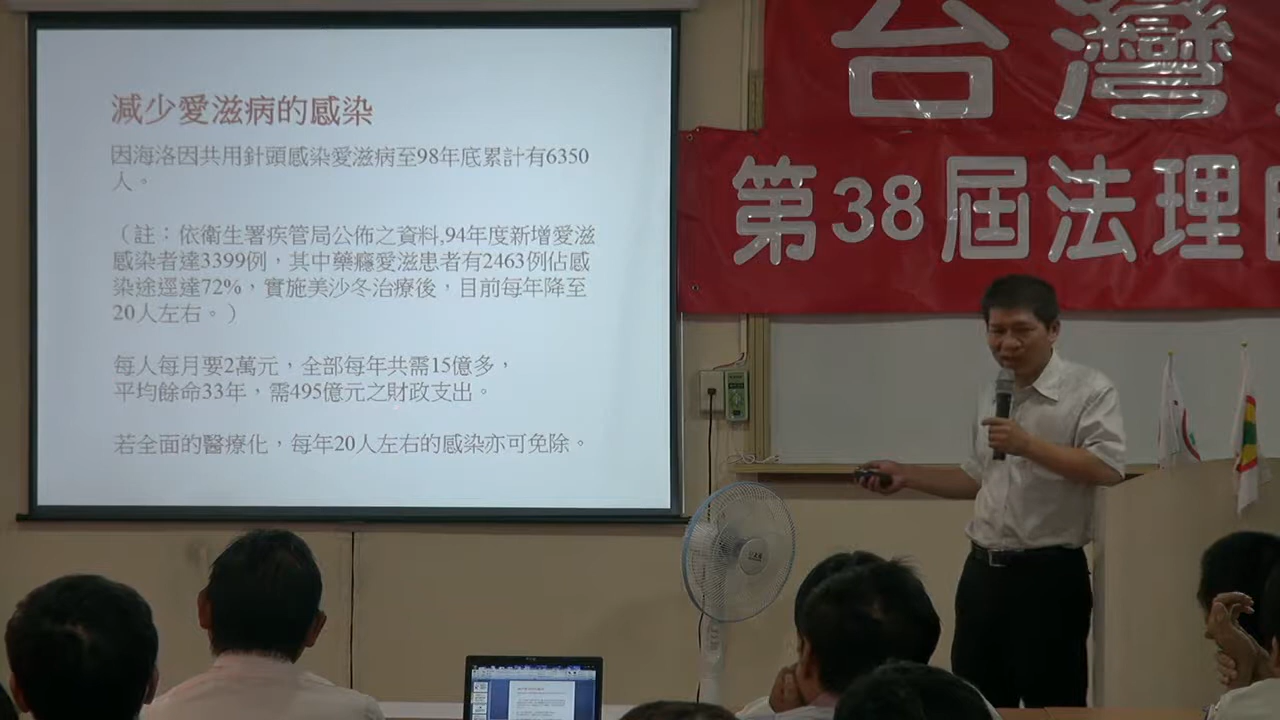 減少愛滋病的感染
因海洛因共用針頭感染愛滋病至98年底累計有6350
人。
（註：依衛生署疾管局公佈之資料,94年度新增愛滋
感染者達3399例，其中藥癮愛滋患者有2463例佔感
染途逕達72%，實施美沙冬治療後，目前每年降至
20人左右。）
每人每月要2萬元，全部每年共需15億多，
平均餘命33年，需495億元之財政支出。
若全面的醫療化，每年20人左右的感染亦可免除。
台灣
第38屆法理